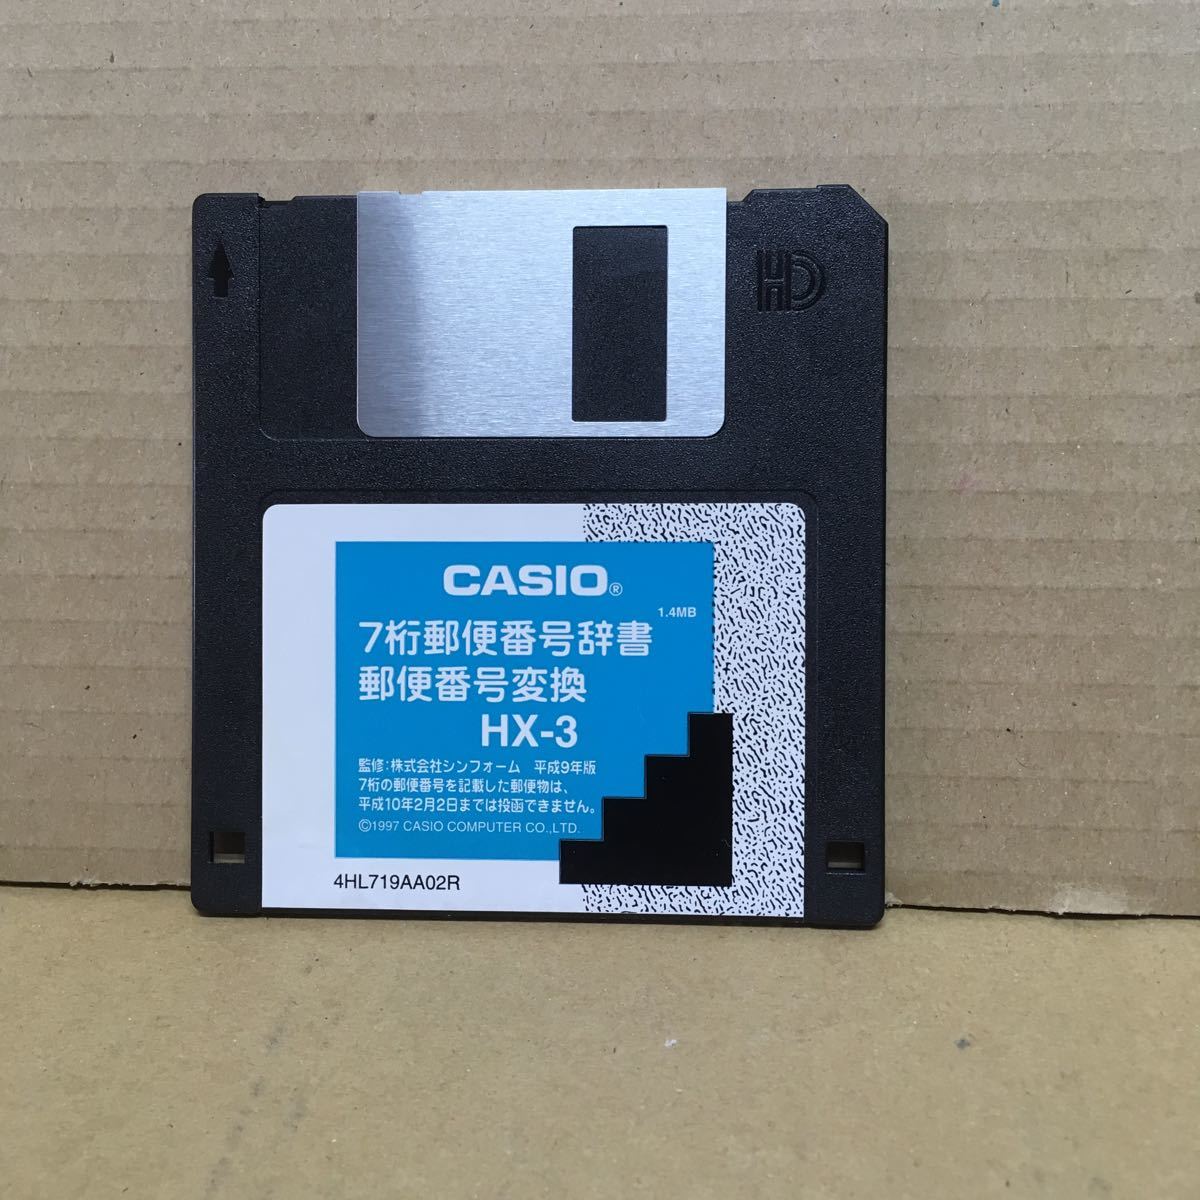 HD
CASIO®
1.4MB
7桁郵便番号辞書
郵便番号変換
HX-3
監修:株式会社シンフォーム 平成9年版
7桁の郵便番号を記載した郵便物は、
平成10年2月2日までは投函できません。
©1997 CASIO COMPUTER CO.,LTD.
4HL719AA02R